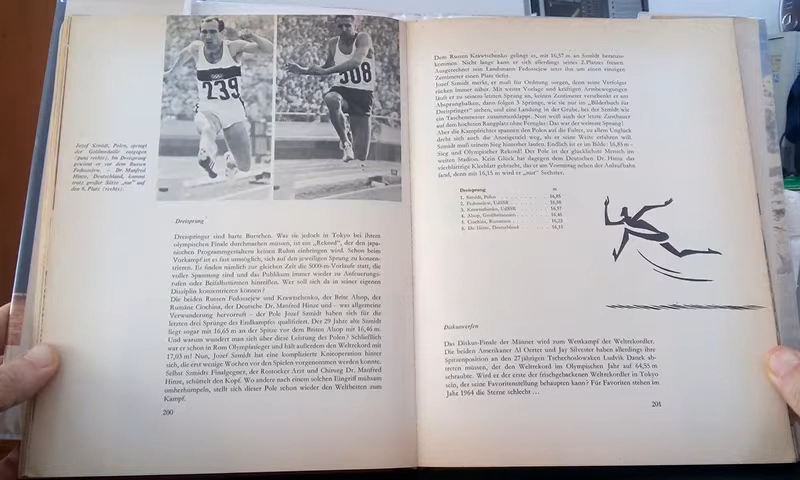 239
508
Josef Szmidt, Polen, springt
der Goldmedaille entgegen
(ganz rechts). Im Dreisprung
gewinnt er vor dem Russen
Fedossejew. — Dr. Manfred
Hinze, Deutschland, kommt
trotz großer Sätze „nur“ auf
den 6. Platz (rechts).
Dreisprung
Dreispringer sind harte Burschen. Was sie jedoch in Tokyo bei ihrem
olympischen Finale durchmachen müssen, ist ein „Rekord“, der den japa-
nischen Programmgestaltern keinen Ruhm einbringen wird. Schon beim
Vorkampf ist es fast unmöglich, sich auf den jeweiligen Sprung zu konzen-
trieren. Es finden nämlich zur gleichen Zeit die 5000-m-Vorläufe statt, die
voller Spannung sind und das Publikum immer wieder zu Anfeuerungs-
rufen oder Beifallsstürmen hinreißen. Wer soll sich da in seiner eigenen
Disziplin konzentrieren können?
Die beiden Russen Fedossejew und Krawtschenko, der Brite Alsop, der
Rumäne Ciochina, der Deutsche Dr. Manfred Hinze und — was allgemeine
Verwunderung hervorruft — der Pole Josef Szmidt haben sich für die
letzten drei Sprünge des Endkampfes qualifiziert. Der 29 Jahre alte Szmidt
liegt sogar mit 16,65 m an der Spitze vor dem Briten Alsop mit 16,46 m.
Und warum wundert man sich über diese Leistung des Polen? Schließlich
war er schon in Rom Olympiasieger und hält außerdem den Weltrekord mit
17,03 m! Nun, Josef Szmidt hat eine komplizierte Knieoperation hinter
sich, die erst wenige Wochen vor den Spielen vorgenommen werden konnte.
Selbst Szmidts Finalgegner, der Rostocker Arzt und Chirurg Dr. Manfred
Hinze, schüttelt den Kopf. Wo andere nach einem solchen Eingriff mühsam
umherhumpeln, stellt sich dieser Pole schon wieder den Weltbesten zum
Kampf.
200
Dem Russen Krawtschenko gelingt es, mit 16,57 m an Szmidt heranzu-
kommen. Nicht lange kann er sich allerdings seines 2. Platzes freuen.
Ausgerechnet sein Landsmann Fedossejew setzt ihn um einen einzigen
Zentimeter einen Platz tiefer.
Josef Szmidt merkt, er muß für Ordnung sorgen, denn seine Verfolger
rücken immer näher. Mit weiter Vorlage und kräftigen Armbewegungen
läuft er zu seinem letzten Sprung an, keinen Zentimeter verschenkt er am
Absprungbalken, dann folgen 3 Sprünge, wie sie nur im „Bilderbuch für
Dreispringer“ stehen, und eine Landung in der Grube, bei der Szmidt wie
ein Taschenmesser zusammenklappt. Nun weiß auch der letzte Zuschauer
auf dem höchsten Rangplatz ohne Fernglas: Das war der weiteste Sprung!
Aber die Kampfrichter spannen den Polen auf die Folter, zu allem Unglück
dreht sich auch die Anzeigetafel weg, als er seine Weite erfahren will.
Szmidt muß seinem Sieg hinterher laufen. Endlich ist er im Bilde: 16,85 m —
Sieg und Olympischer Rekord! Der Pole ist der glücklichste Mensch im
weiten Stadion. Kein Glück hat dagegen dem Deutschen Dr. Hinze das
vierblättrige Kleeblatt gebracht, das er am Vormittag neben der Anlaufbahn
fand, denn mit 16,15 m wird er „nur“ Sechster.
Dreisprung m
1. Szmidt, Polen 16,85
2. Fedossejew, UdSSR 16,58
3. Krawtschenko, UdSSR 16,57
4. Alsop, Großbritannien 16,46
5. Ciochina, Rumänien 16,23
6. Dr. Hinze, Deutschland 16,15
Diskuswerfen
Das Diskus-Finale der Männer wird zum Wettkampf der Weltrekordler.
Die beiden Amerikaner Al Oerter und Jay Silvester haben allerdings ihre
Spitzenposition an den 27jährigen Tschechoslowaken Ludvik Danek ab-
treten müssen, der den Weltrekord im Olympischen Jahr auf 64,55 m
schraubte. Wird er der erste der frischgebackenen Weltrekordler in Tokyo
sein, der seine Favoritenstellung behaupten kann? Für Favoriten stehen im
Jahr 1964 die Sterne schlecht ...
201